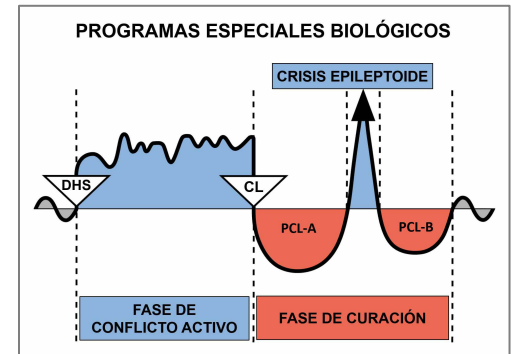 PROGRAMAS ESPECIALES BIOLÓGICOS
CRISIS EPILEPTOIDE
DHS
CL
PCL-A
PCL-B
FASE DE
CONFLICTO ACTIVO
FASE DE CURACIÓN